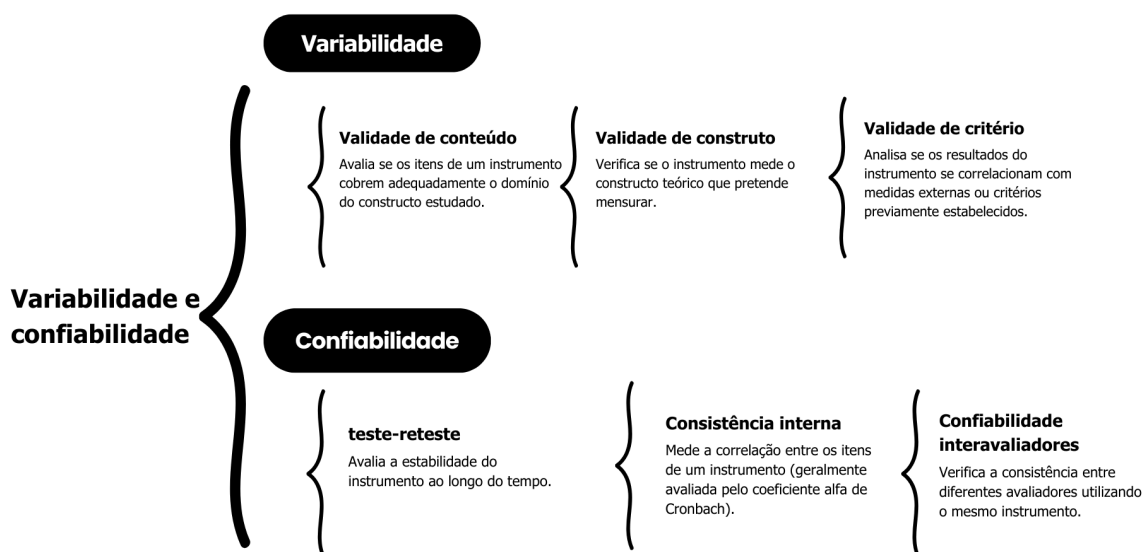 Variabilidade
Validade de conteúdo
Avalia se os itens de um instrumento
cobrem adequadamente o domínio
do constructo estudado.
Validade de construto
Verifica se o instrumento mede o
constructo teórico que pretende
mensurar.
Validade de critério
Analisa se os resultados do
instrumento se correlacionam com
medidas externas ou critérios
previamente estabelecidos.
Variabilidade e
confiabilidade
Confiabilidade
teste-reteste
Avalia a estabilidade do
instrumento ao longo do tempo.
Consistência interna
Mede a correlação entre os itens
de um instrumento (geralmente
avaliada pelo coeficiente alfa de
Cronbach).
Confiabilidade
interavaliadores
Verifica a consistência entre
diferentes avaliadores utilizando
o mesmo instrumento.